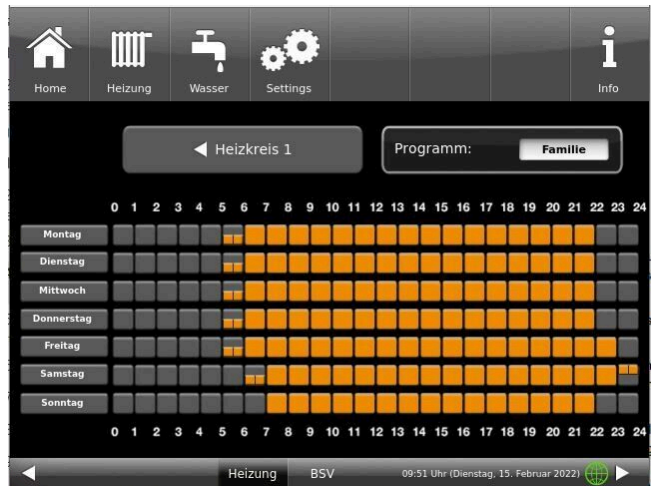 Home Heizung Wasser Settings Info
Heizkreis 1 Programm: Familie
0 1 2 3 4 5 6 7 8 9 10 11 12 13 14 15 16 17 18 19 20 21 22 23 24
Montag
Dienstag
Mittwoch
Donnerstag
Freitag
Samstag
Sonntag
0 1 2 3 4 5 6 7 8 9 10 11 12 13 14 15 16 17 18 19 20 21 22 23 24
Heizung BSV 09:51 Uhr (Dienstag, 15. Februar 2022)